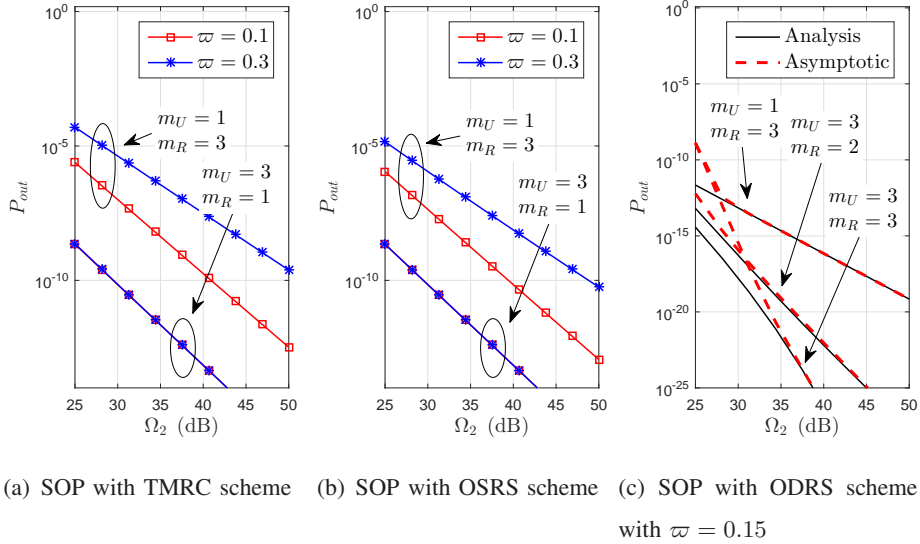 10^0
10^-5
10^-10
P_out
ϖ = 0.1
ϖ = 0.3
m_U = 1
m_R = 3
m_U = 3
m_R = 1
25 30 35 40 45 50
Ω_2 (dB)
(a) SOP with TMRC scheme
10^0
10^-5
10^-10
P_out
ϖ = 0.1
ϖ = 0.3
m_U = 1
m_R = 3
m_U = 3
m_R = 1
25 30 35 40 45 50
Ω_2 (dB)
(b) SOP with OSRS scheme
10^0
10^-5
10^-10
10^-15
10^-20
10^-25
P_out
Analysis
Asymptotic
m_U = 1
m_R = 3
m_U = 3
m_R = 2
m_U = 3
m_R = 3
25 30 35 40 45 50
Ω_2 (dB)
(c) SOP with ODRS scheme
with ϖ = 0.15